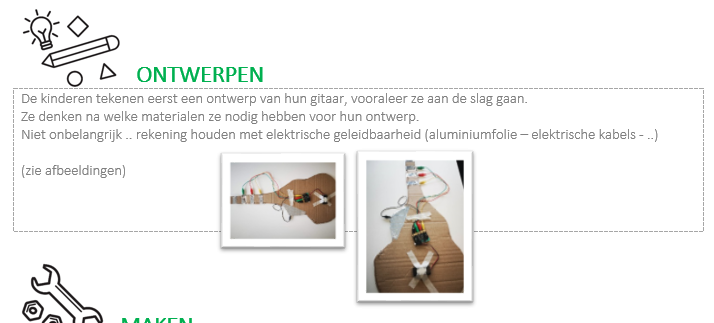 ONTWERPEN
De kinderen tekenen eerst een ontwerp van hun gitaar, vooraleer ze aan de slag gaan.
Ze denken na welke materialen ze nodig hebben voor hun ontwerp.
Niet onbelangrijk .. rekening houden met elektrische geleidbaarheid (aluminiumfolie – elektrische kabels - ..)
(zie afbeeldingen)
MAKEN